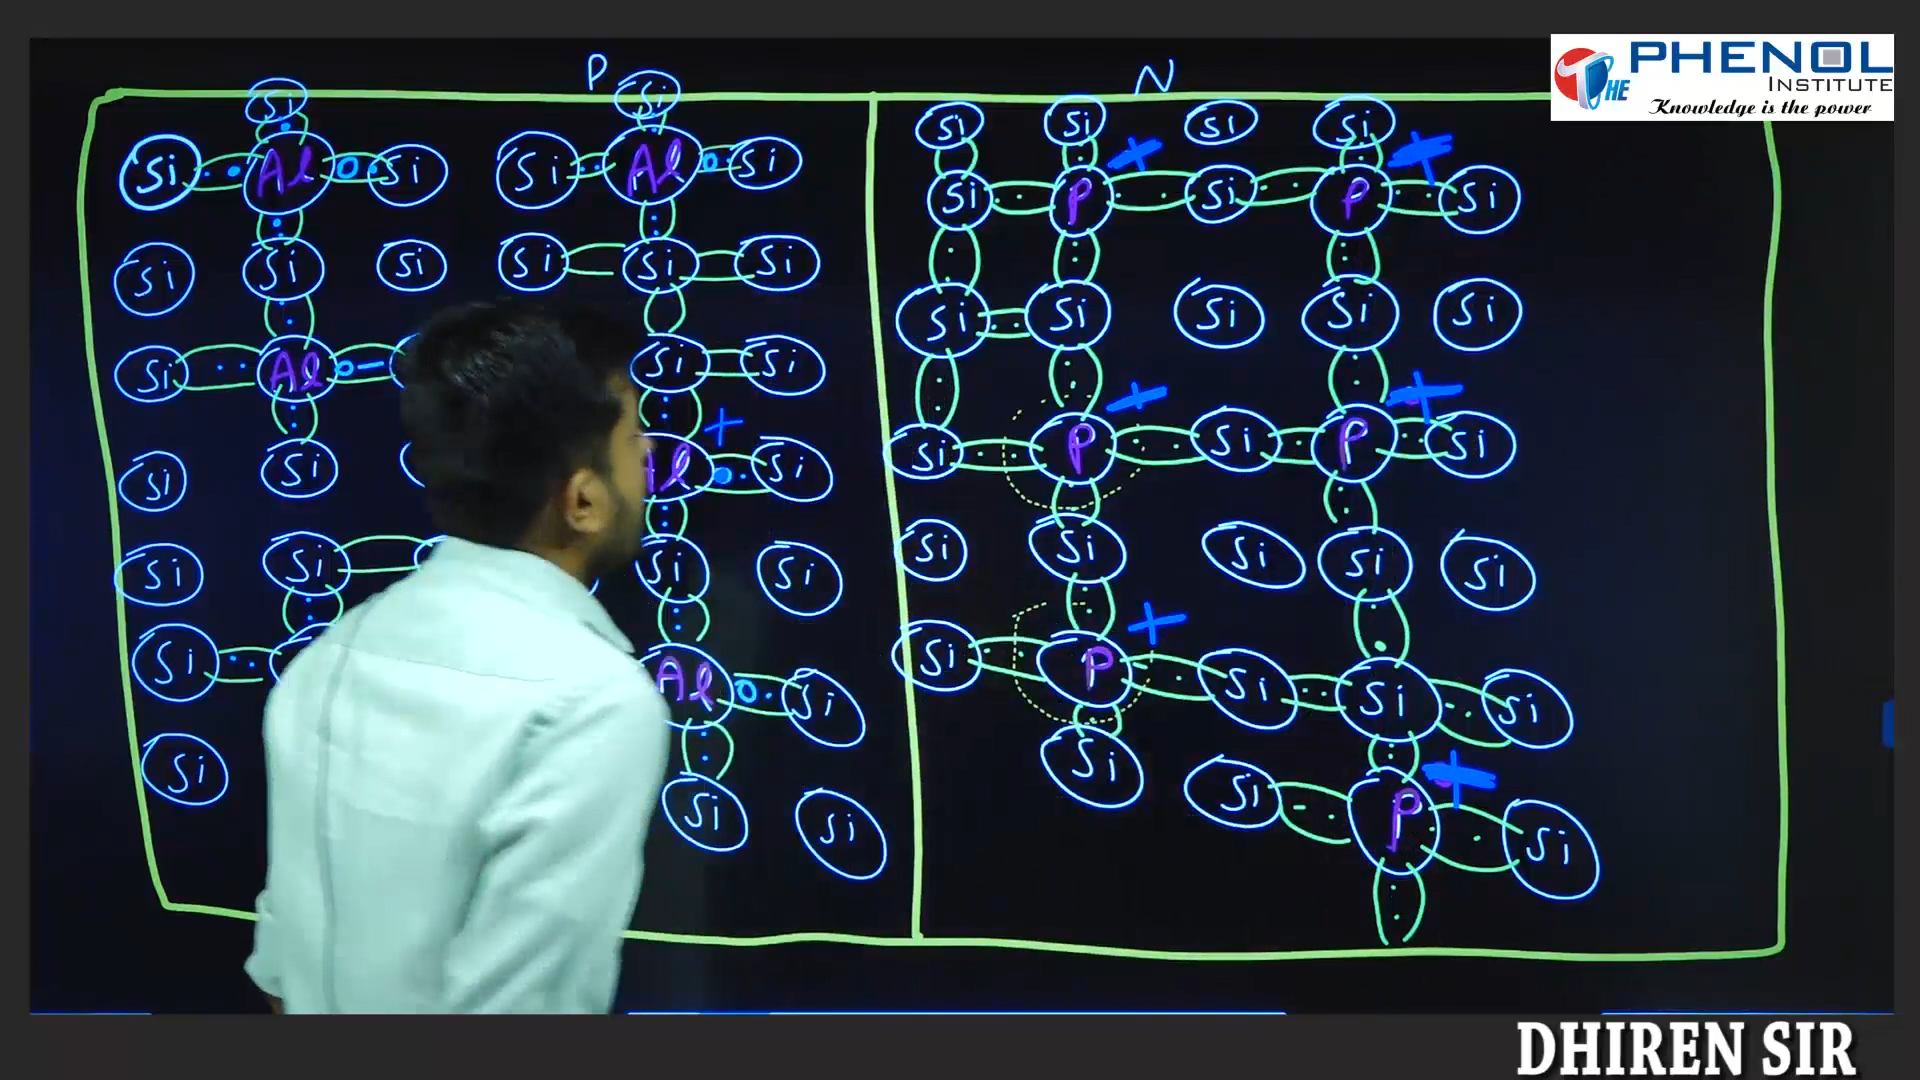 P
N
THE PHENOL
INSTITUTE
Knowledge is the power
Si Si Si Si Si Si
Si Al Si Si Al Si
Si P Si P Si
Si Si Si Si Si Si
Si Si Si Si Si
Si Al Si Si
Si Si Al Si
Si P Si P Si
Si Si Si Si
Si Si Si Si Si
Si Al Si
Si P Si Si Si
Si Si Si
Si Si P Si
DHIREN SIR